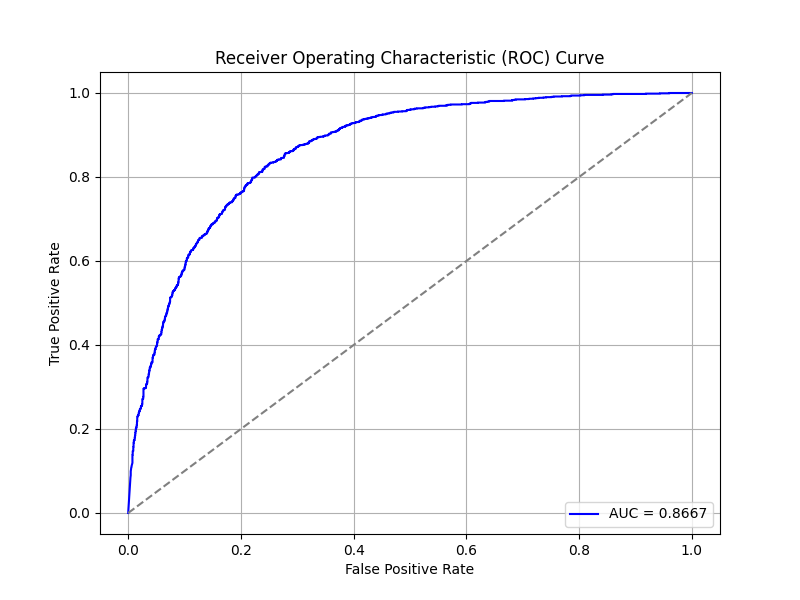 Receiver Operating Characteristic (ROC) Curve
True Positive Rate
1.0
0.8
0.6
0.4
0.2
0.0
AUC = 0.8667
0.0 0.2 0.4 0.6 0.8 1.0
False Positive Rate